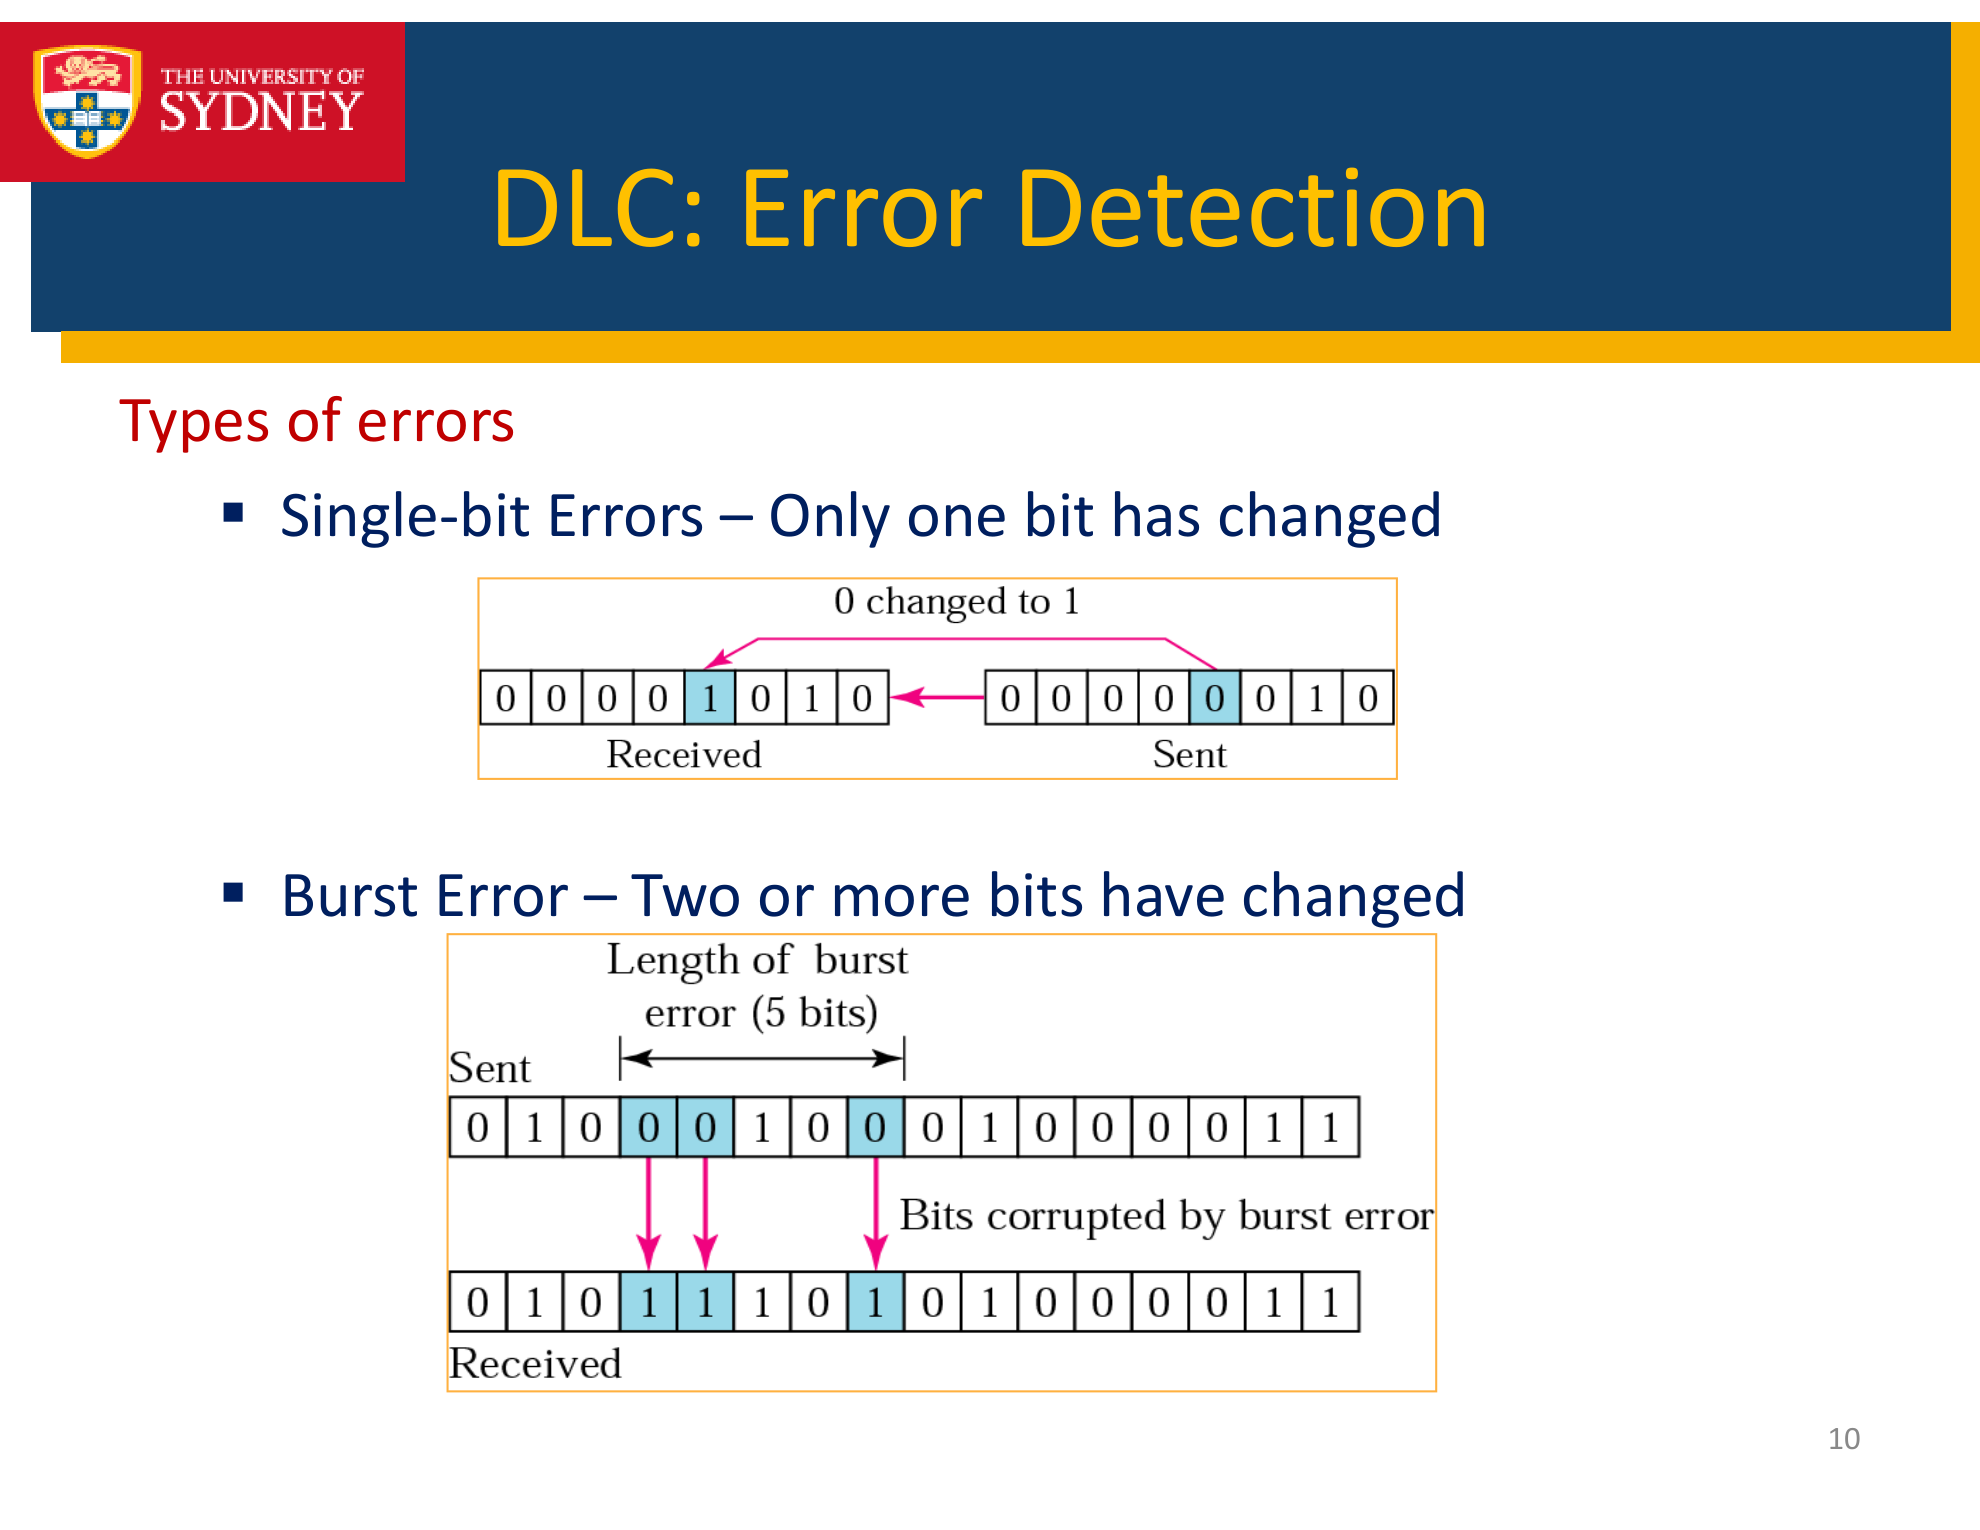 THE UNIVERSITY OF
SYDNEY
DLC: Error Detection
Types of errors
▪ Single-bit Errors – Only one bit has changed
0 changed to 1
0 0 0 0 1 0 1 0 0 0 0 0 0 0 1 0
Received Sent
▪ Burst Error – Two or more bits have changed
Length of burst
error (5 bits)
Sent
0 1 0 0 0 1 0 0 0 1 0 0 0 0 1 1
Bits corrupted by burst error
0 1 0 1 1 1 0 1 0 1 0 0 0 0 1 1
Received
10